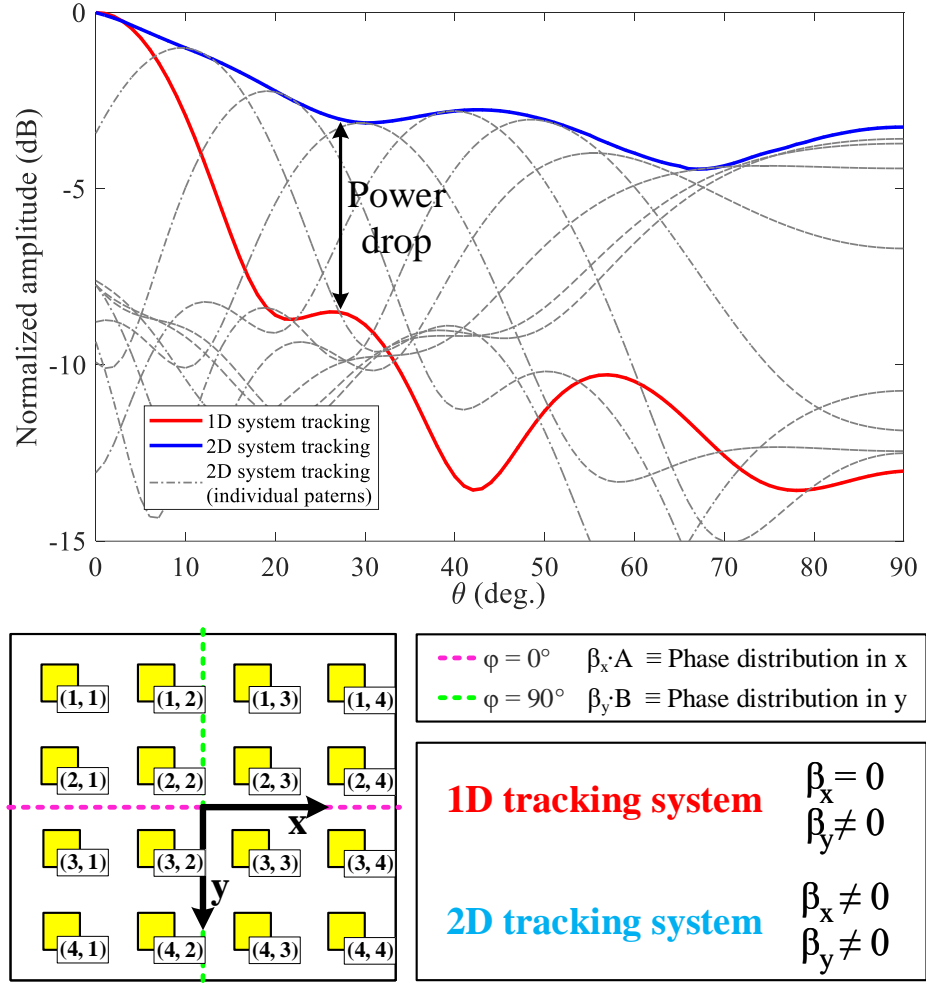 0
-5
-10
-15
Normalized amplitude (dB)
Power
drop
1D system tracking
2D system tracking
2D system tracking
(individual paterns)
0 10 20 30 40 50 60 70 80 90
θ (deg.)
(1, 1) (1, 2) (1, 3) (1, 4)
(2, 1) (2, 2) (2, 3) (2, 4)
x
(3, 1) (3, 2) (3, 3) (3, 4)
y
(4, 1) (4, 2) (4, 3) (4, 4)
φ = 0° βx·A ≡ Phase distribution in x
φ = 90° βy·B ≡ Phase distribution in y
1D tracking system
βx = 0
βy ≠ 0
2D tracking system
βx ≠ 0
βy ≠ 0